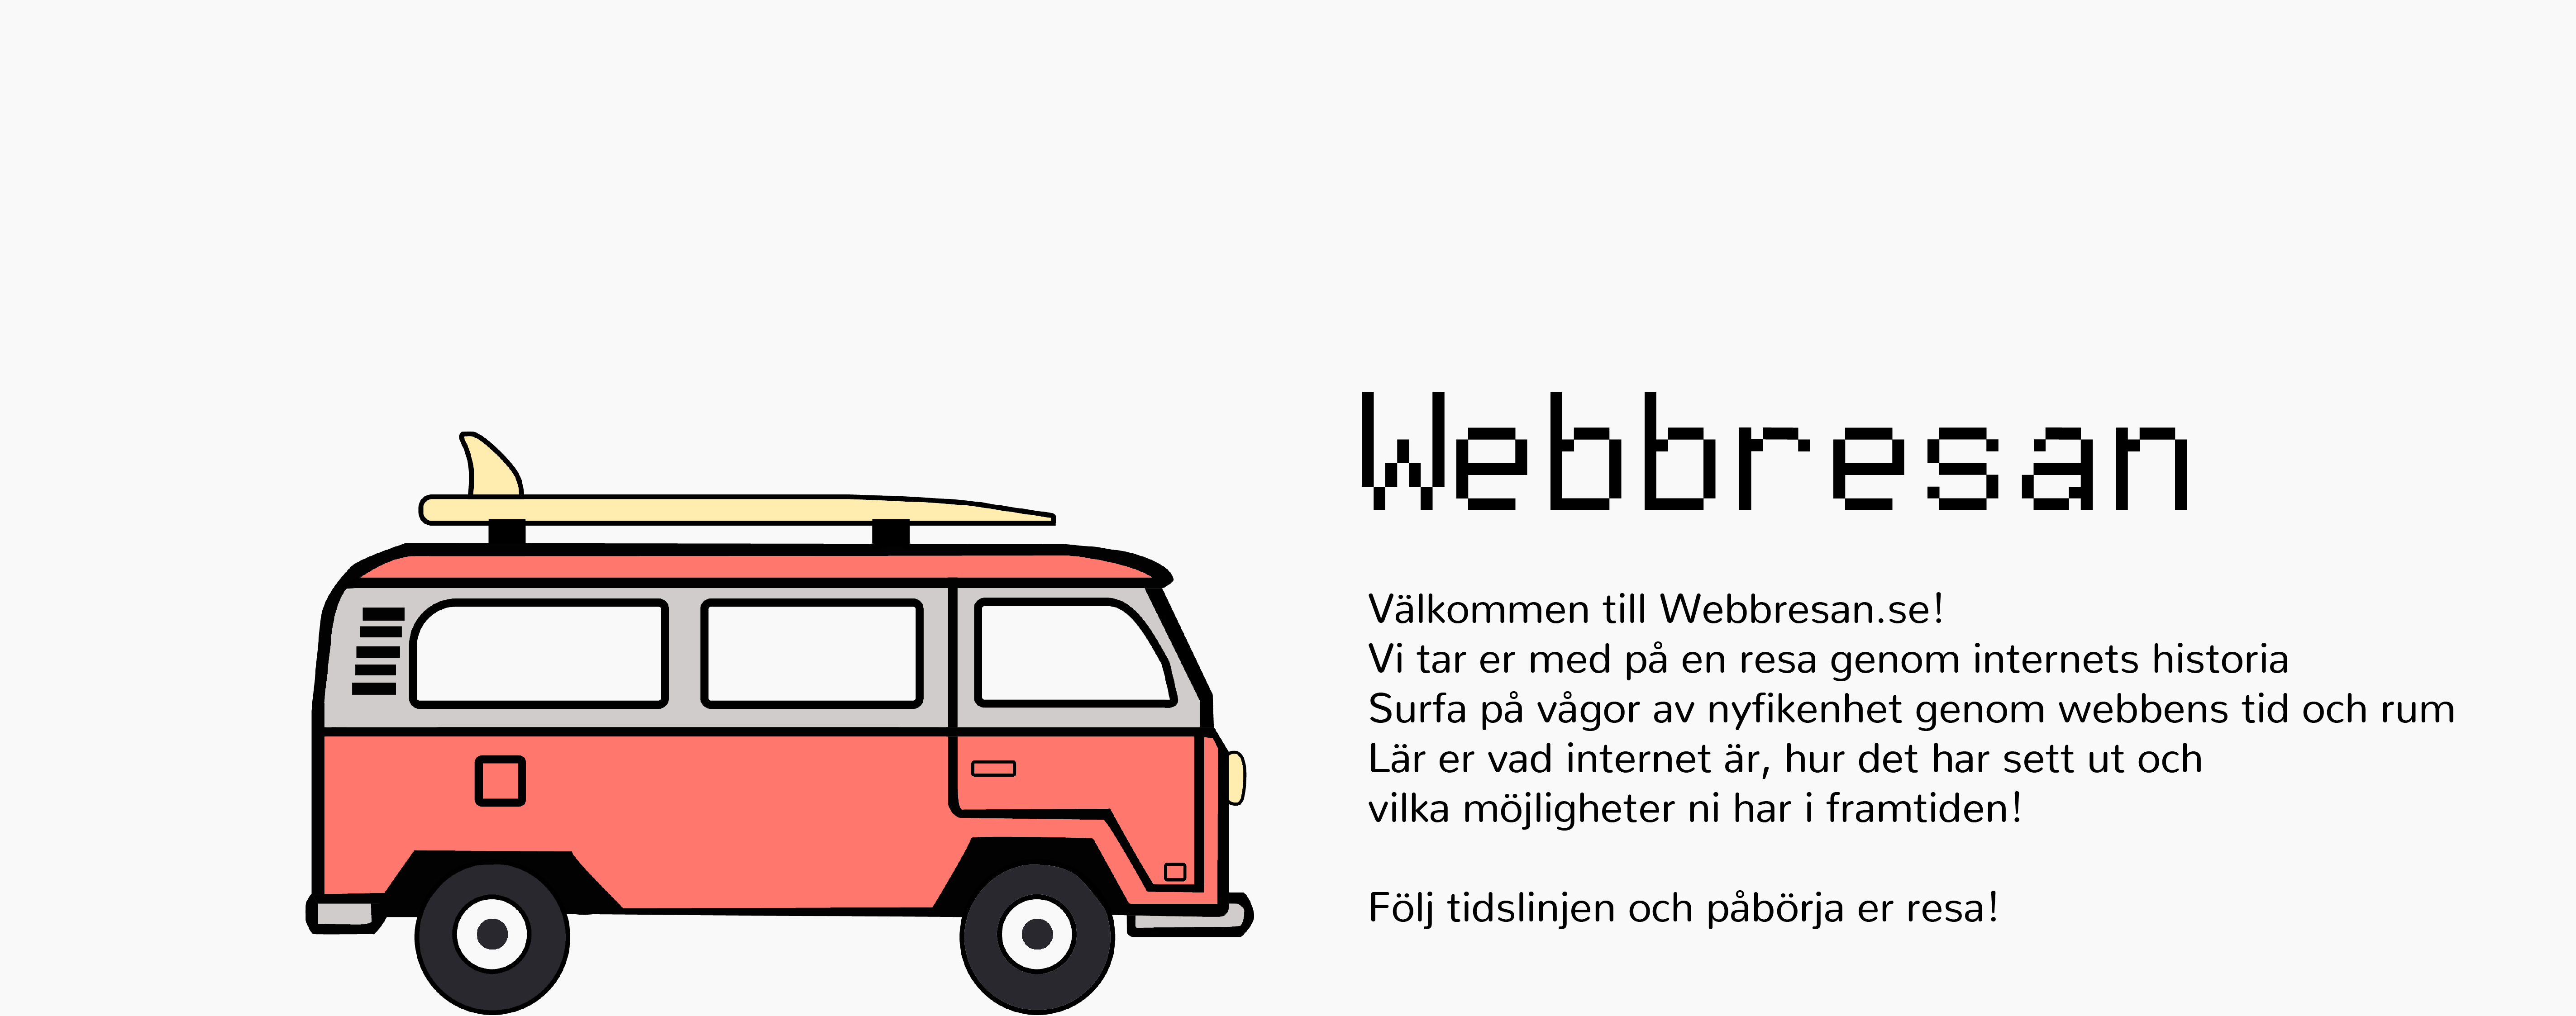 Webbresan
Välkommen till Webbresan.se!
Vi tar er med på en resa genom internets historia
Surfa på vågor av nyfikenhet genom webbens tid och rum
Lär er vad internet är, hur det har sett ut och
vilka möjligheter ni har i framtiden!
Följ tidslinjen och påbörja er resa!